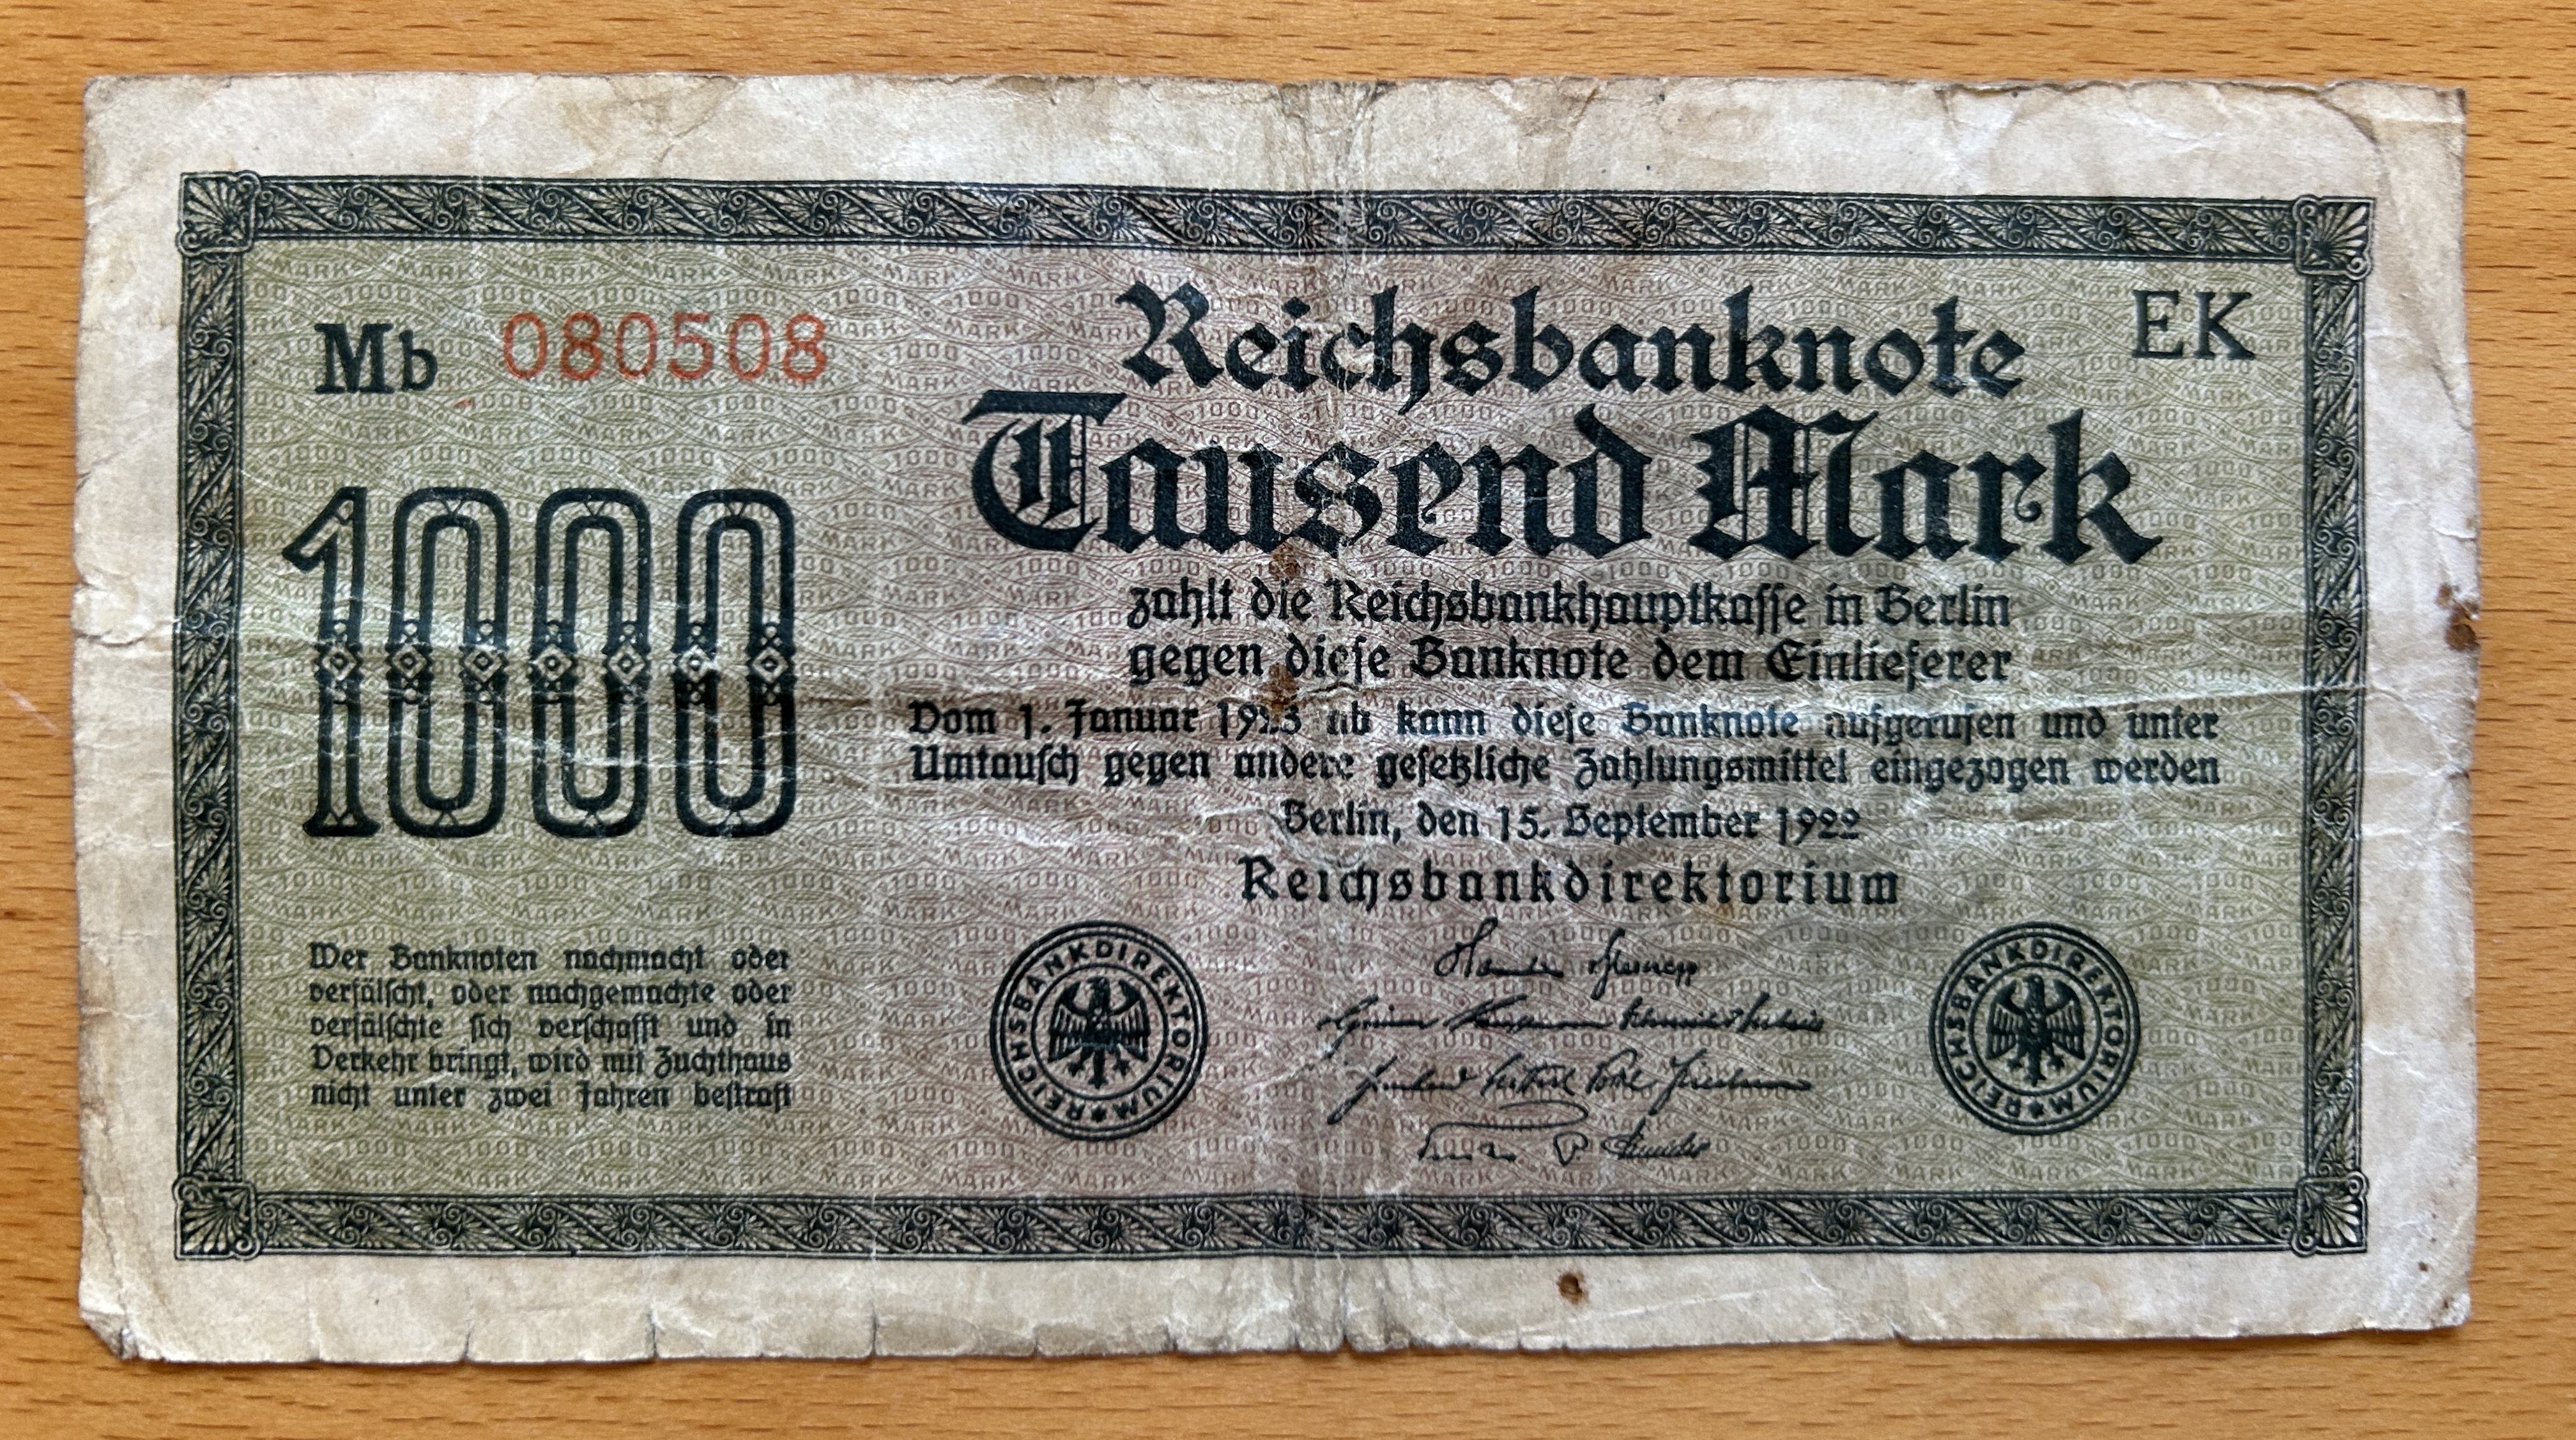 Mb 080508
EK
Reichsbanknote
Tausend Mark
1000
zahlt die Reichsbankhauptkasse in Berlin
gegen diese Banknote dem Einlieferer
Vom 1. Januar 1923 ab kann diese Banknote aufgerufen und unter
Umtausch gegen andere gesetzliche Zahlungsmittel eingezogen werden
Berlin, den 15. September 1922
Reichsbankdirektorium
Wer Banknoten nachmacht oder
verfälscht, oder nachgemachte oder
verfälschte sich verschafft und in
Verkehr bringt, wird mit Zuchthaus
nicht unter zwei Jahren bestraft
REICHSBANKDIREKTORIUM
REICHSBANKDIREKTORIUM